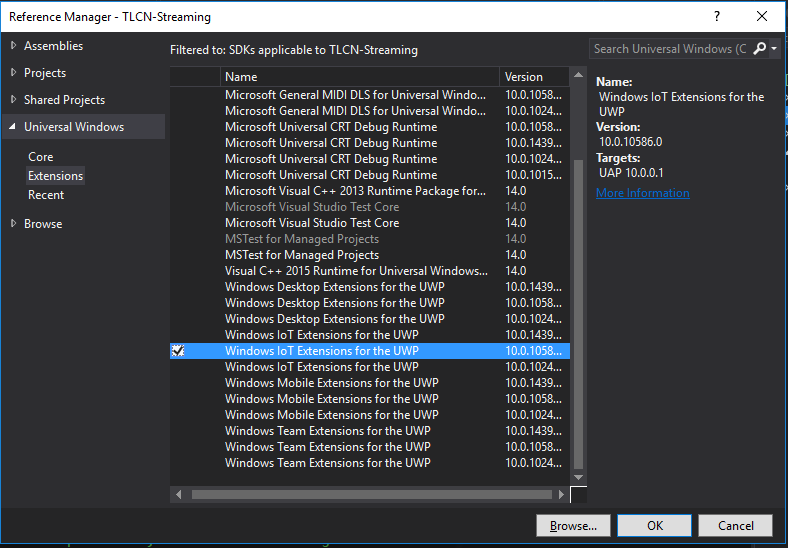 Reference Manager - TLCN-Streaming
Assemblies
Projects
Shared Projects
Universal Windows
Core
Extensions
Recent
Browse
Filtered to: SDKs applicable to TLCN-Streaming
Name Version
Microsoft General MIDI DLS for Universal Windo... 10.0.1058...
Microsoft General MIDI DLS for Universal Windo... 10.0.1024...
Microsoft Universal CRT Debug Runtime 10.0.1058...
Microsoft Universal CRT Debug Runtime 10.0.1439...
Microsoft Universal CRT Debug Runtime 10.0.1024...
Microsoft Universal CRT Debug Runtime 10.0.1015...
Microsoft Visual C++ 2013 Runtime Package for... 14.0
Microsoft Visual Studio Test Core 14.0
Microsoft Visual Studio Test Core 14.0
MSTest for Managed Projects 14.0
MSTest for Managed Projects 14.0
Visual C++ 2015 Runtime for Universal Windows... 14.0
Windows Desktop Extensions for the UWP 10.0.1439...
Windows Desktop Extensions for the UWP 10.0.1058...
Windows Desktop Extensions for the UWP 10.0.1024...
Windows IoT Extensions for the UWP 10.0.1439...
Windows IoT Extensions for the UWP 10.0.1058...
Windows IoT Extensions for the UWP 10.0.1024...
Windows Mobile Extensions for the UWP 10.0.1439...
Windows Mobile Extensions for the UWP 10.0.1058...
Windows Mobile Extensions for the UWP 10.0.1024...
Windows Team Extensions for the UWP 10.0.1439...
Windows Team Extensions for the UWP 10.0.1058...
Windows Team Extensions for the UWP 10.0.1024...
Search Universal Windows (C
Name:
Windows IoT Extensions for the
UWP
Version:
10.0.10586.0
Targets:
UAP 10.0.0.1
More Information
Browse... OK Cancel